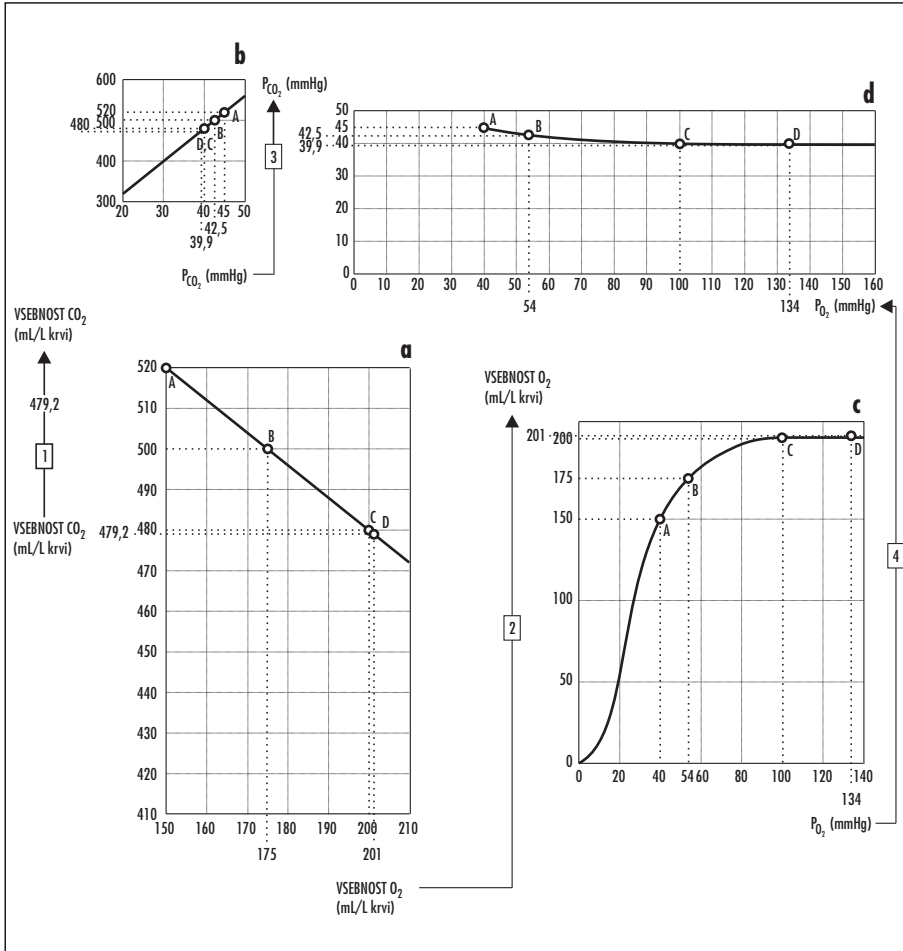 b
P_CO₂ (mmHg)
600
520
500
480
400
300
A
B
D C
20 30 40 45 50
42,5
39,9
P_CO₂ (mmHg)
3
d
50
45
42,5
40
39,9
30
20
10
0
A
B
C
D
0 10 20 30 40 50 60 70 80 90 100 110 120 130 140 150 160
54
134
P_O₂ (mmHg)
VSEBNOST CO₂
(mL/L krvi)
479,2
1
VSEBNOST CO₂
(mL/L krvi)
a
520
510
500
490
480
479,2
470
460
450
440
430
420
410
A
B
C D
150 160 170 180 190 200 210
175
201
VSEBNOST O₂
(mL/L krvi)
2
VSEBNOST O₂
(mL/L krvi)
c
201
200
175
150
100
50
0
A
B
C
D
0 20 40 54 60 80 100 120 140
134
P_O₂ (mmHg)
4